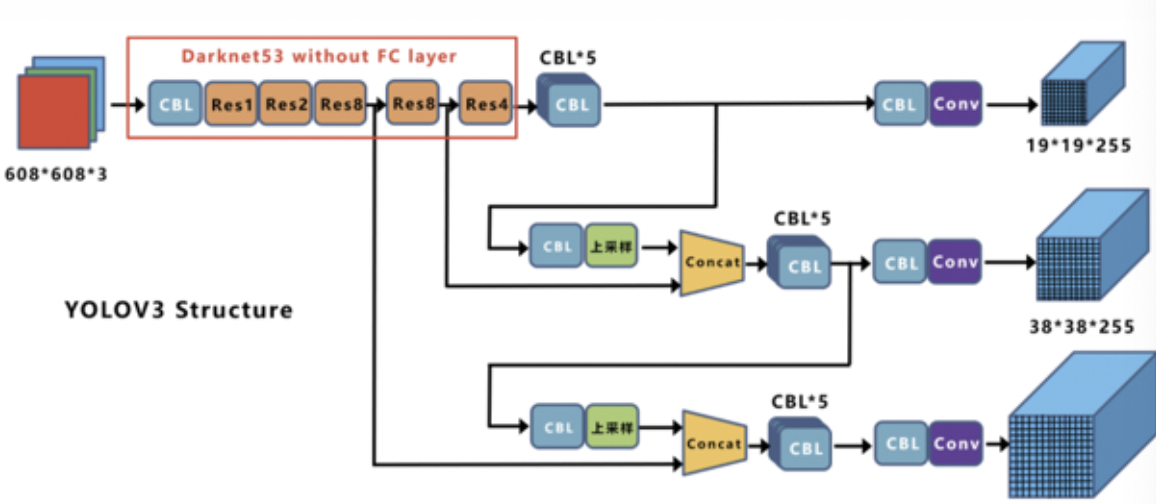 Darknet53 without FC layer
CBL*5
CBL Res1 Res2 Res8 Res8 Res4 CBL CBL Conv
19*19*255
608*608*3
CBL*5
CBL 上采样 Concat CBL CBL Conv
YOLOV3 Structure
38*38*255
CBL*5
CBL 上采样 Concat CBL CBL Conv